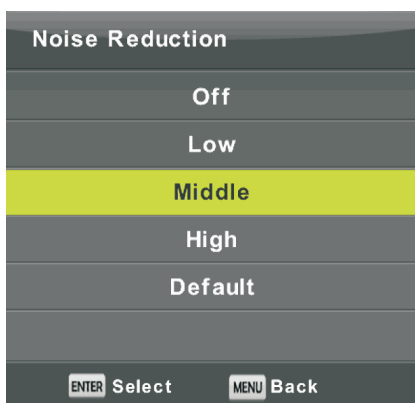 Noise Reduction
Off
Low
Middle
High
Default
ENTER Select MENU Back